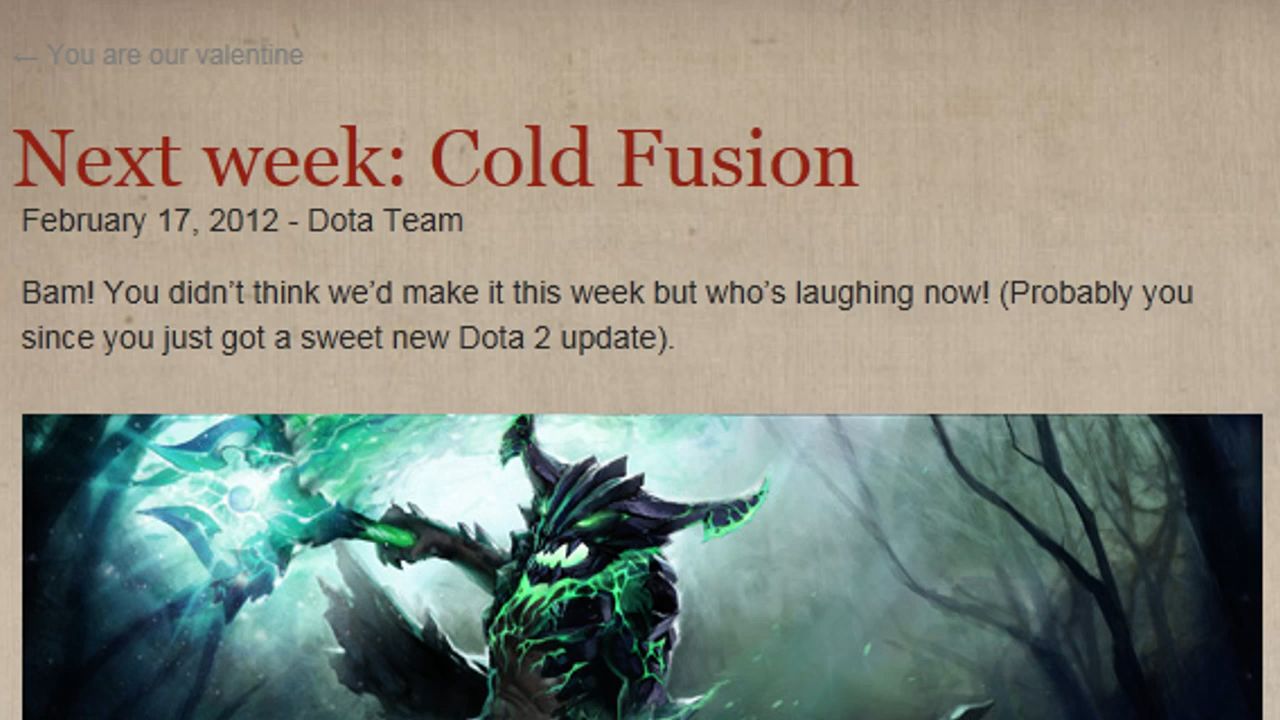 ← You are our valentine
Next week: Cold Fusion
February 17, 2012 - Dota Team
Bam! You didn’t think we’d make it this week but who’s laughing now! (Probably you
since you just got a sweet new Dota 2 update).